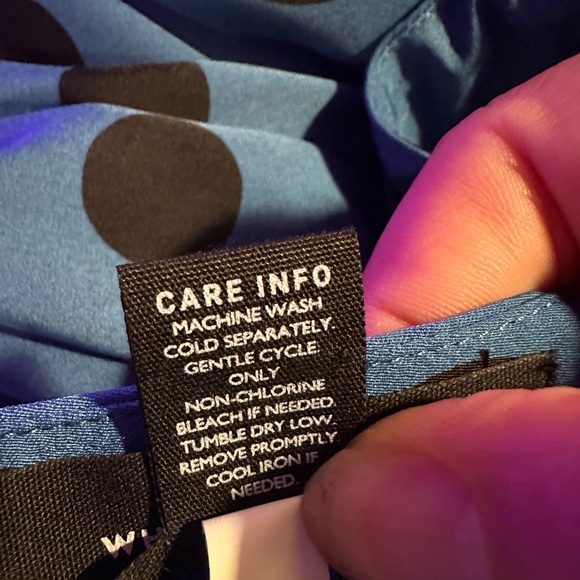 CARE INFO
MACHINE WASH
COLD SEPARATELY.
GENTLE CYCLE.
ONLY
NON-CHLORINE
BLEACH IF NEEDED.
TUMBLE DRY LOW.
REMOVE PROMPTLY.
COOL IRON IF
NEEDED.